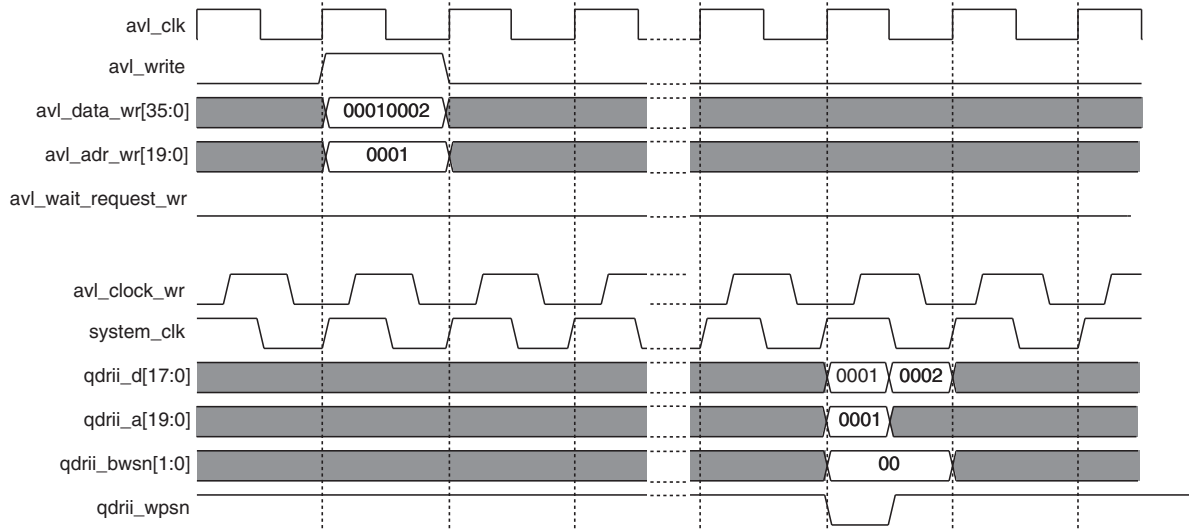 avl_clk
avl_write
avl_data_wr[35:0] 00010002
avl_adr_wr[19:0] 0001
avl_wait_request_wr
avl_clock_wr
system_clk
qdrii_d[17:0] 0001 0002
qdrii_a[19:0] 0001
qdrii_bwsn[1:0] 00
qdrii_wpsn